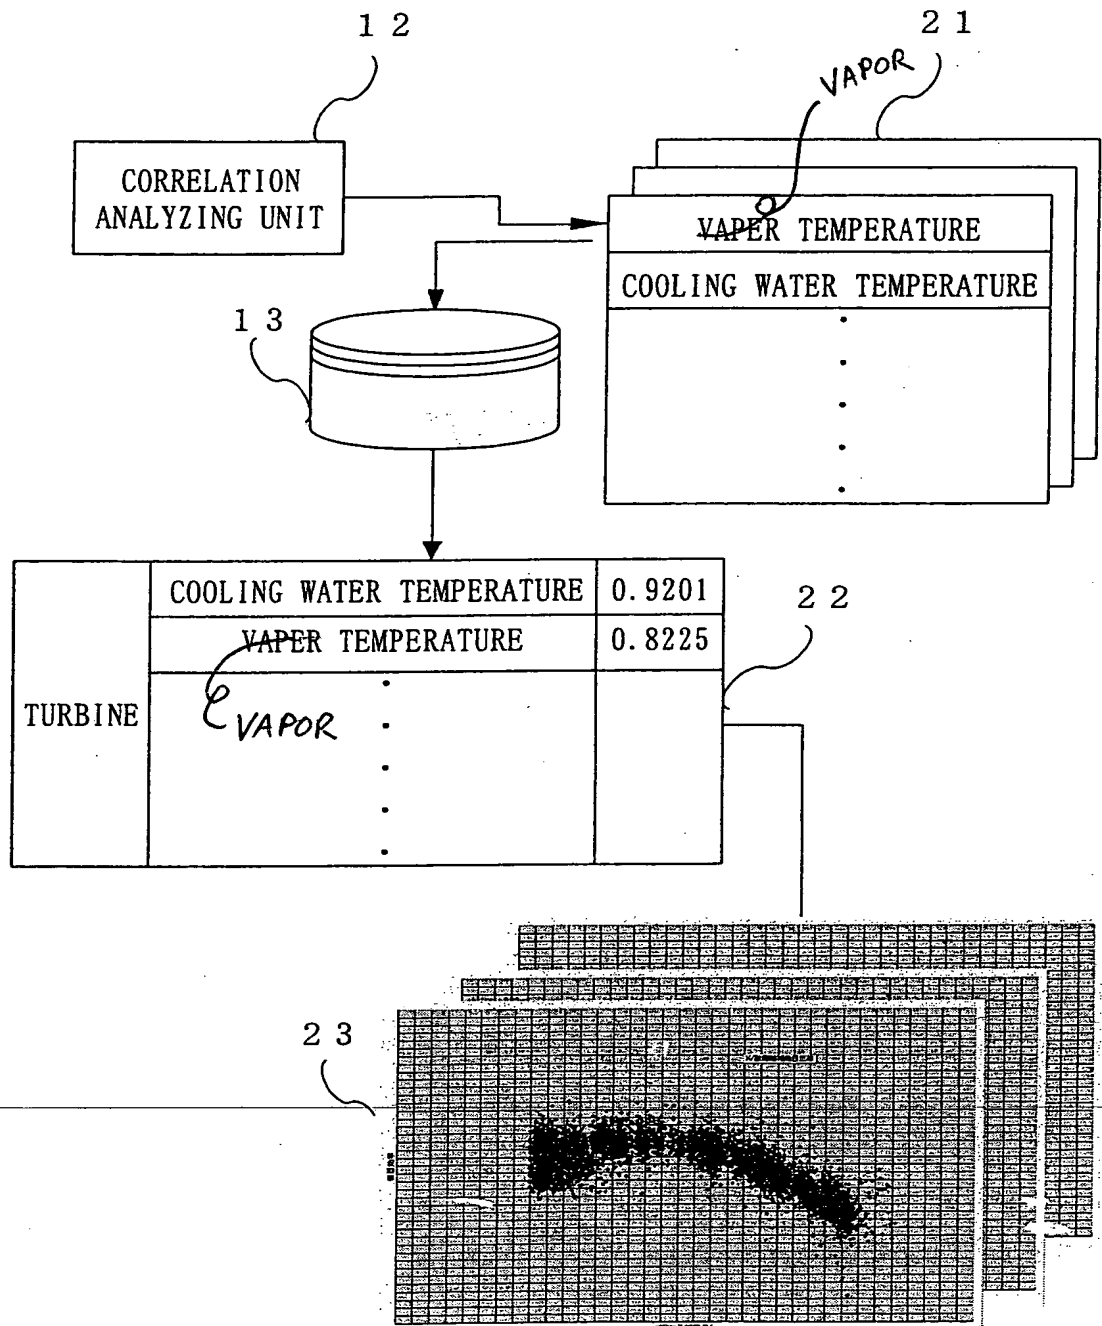 1 2
2 1
VAPOR
CORRELATION
ANALYZING UNIT
VAPER TEMPERATURE
COOLING WATER TEMPERATURE
1 3
TURBINE
COOLING WATER TEMPERATURE 0.9201
VAPER TEMPERATURE 0.8225
VAPOR
2 2
2 3